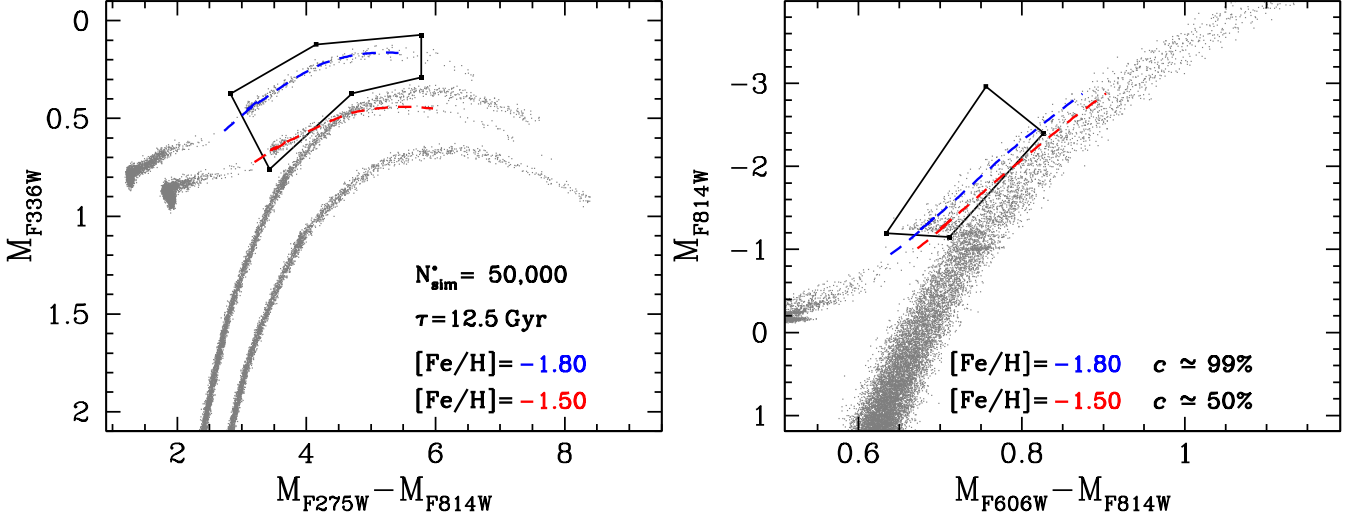 0
0.5
1
1.5
2
M_F336W
2 4 6 8
M_F275W−M_F814W
N*_sim= 50,000
τ=12.5 Gyr
[Fe/H]= −1.80
[Fe/H]= −1.50
−3
−2
−1
0
1
M_F814W
0.6 0.8 1
M_F606W−M_F814W
[Fe/H]= −1.80 c ≃ 99%
[Fe/H]= −1.50 c ≃ 50%